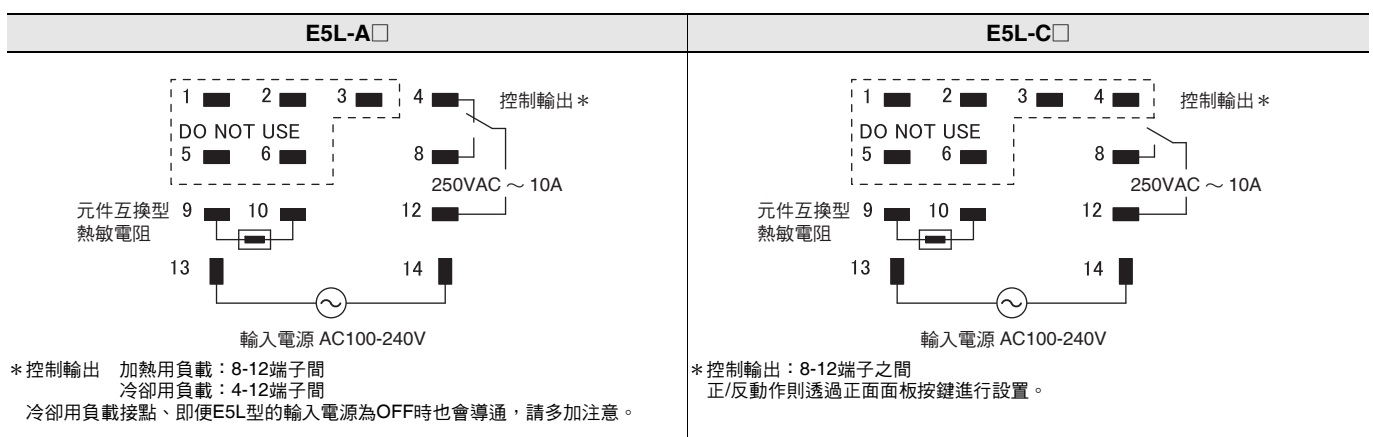 E5L-A□
E5L-C□
1 2 3 4 控制輸出＊
DO NOT USE
5 6 8
250VAC ～ 10A
元件互換型 9 10 12
熱敏電阻
13 14
輸入電源 AC100-240V
＊控制輸出 加熱用負載：8-12端子間
冷卻用負載：4-12端子間
冷卻用負載接點、即便E5L型的輸入電源為OFF時也會導通，請多加注意。
1 2 3 4 控制輸出＊
DO NOT USE
5 6 8
250VAC ～ 10A
元件互換型 9 10 12
熱敏電阻
13 14
輸入電源 AC100-240V
＊控制輸出：8-12端子之間
正/反動作則透過正面面板按鍵進行設置。